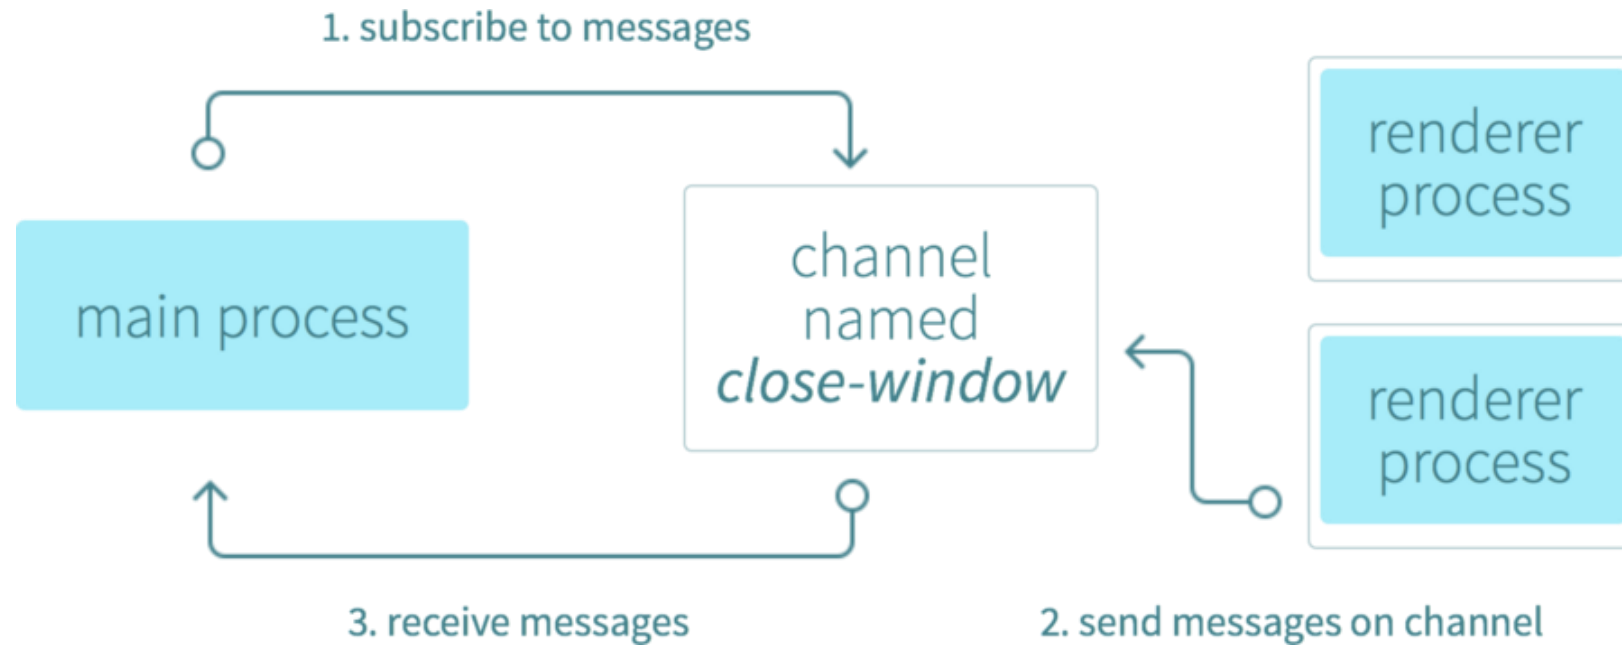 1. subscribe to messages
main process
channel
named
close-window
renderer
process
renderer
process
3. receive messages
2. send messages on channel